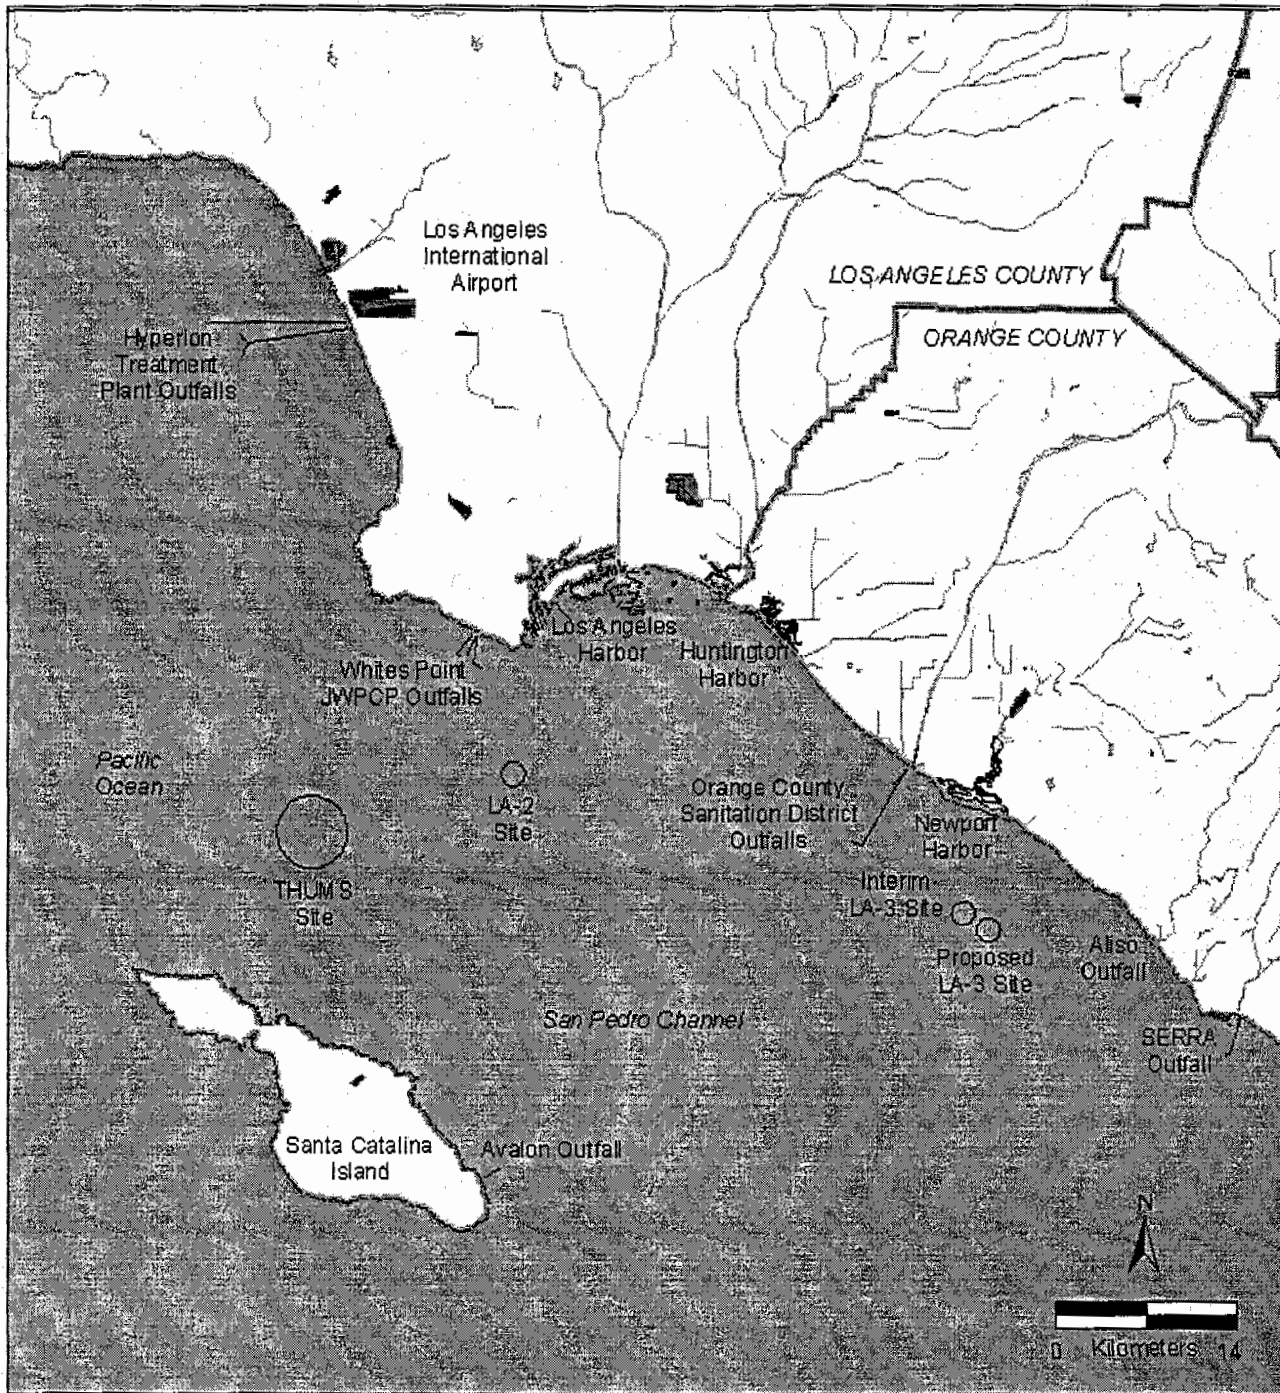 Los Angeles
International
Airport
LOS ANGELES COUNTY
ORANGE COUNTY
Hyperion
Treatment
Plant Outfalls
Los Angeles
Harbor
Huntington
Harbor
Whites Point
JWPCP Outfalls
Pacific
Ocean
LA-2
Site
Orange County
Sanitation District
Outfalls
Newport
Harbor
THUMS
Site
Interim
LA-3 Site
Proposed
LA-3 Site
Aliso
Outfall
San Pedro Channel
SERRA
Outfall
Santa Catalina
Island
Avalon Outfall
N
0 Kilometers 14